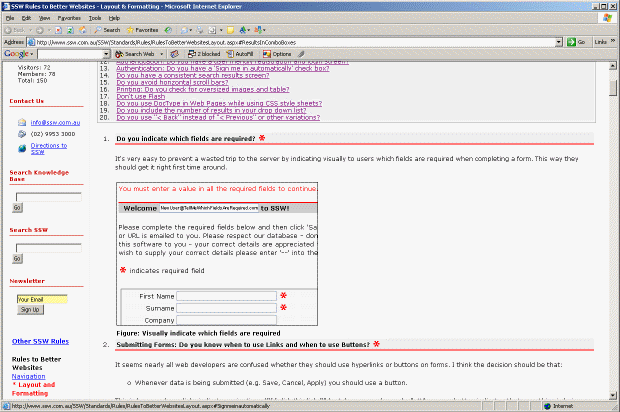 SSW Rules to Better Websites - Layout & Formatting - Microsoft Internet Explorer
File Edit View Favorites Tools Help
Back Search Favorites
Address http://www.ssw.com.au/SSW/Standards/Rules/RulesToBetterWebsitesLayout.aspx#ResultsInComboBoxes Go Links
Google Search Web 2 blocked AutoFill Options
Visitors: 72
Members: 78
Total: 150
Contact Us
info@ssw.com.au
(02) 9953 3000
Directions to
SSW
Search Knowledge
Base
Go
Search SSW
Go
Newsletter
Your Email
Sign Up
Other SSW Rules
Rules to Better
Websites
Navigation
* Layout and
Formatting
13. Authentication: Do you have a 'Sign me in automatically' check box?
14. Do you have a consistent search results screen?
15. Do you avoid horizontal scroll bars?
16. Printing: Do you check for oversized images and table?
17. Don't use Flash
18. Do you use DocType in Web Pages while using CSS style sheets?
19. Do you include the number of results in your drop down list?
20. Do you use "< Back" instead of "< Previous" or other variations?
1. Do you indicate which fields are required? *
It's very easy to prevent a wasted trip to the server by indicating visually to users which fields are required when completing a form. This way they
should get it right first time around.
You must enter a value in all the required fields to continue.
Welcome NewUser@TellMeWhichFieldsAreRequired.com to SSW!
Please complete the required fields below and then click 'Sa
or URL is emailed to you. Please respect our database - don
this software to you - your correct details are appreciated
wish to supply your correct details please enter '--' into the
* indicates required field
First Name *
Surname *
Company
Figure: Visually indicate which fields are required
2. Submitting Forms: Do you know when to use Links and when to use Buttons? *
It seems nearly all web developers are confused whether they should use hyperlinks or buttons on forms. I think the decision should be that:
o Whenever data is being submitted (e.g. Save, Cancel, Apply) you should use a button.
http://www.ssw.com.au/SSW/Standards/Rules/RulesToBetterWebsitesLayout.aspx#Signmeinautomatically Internet